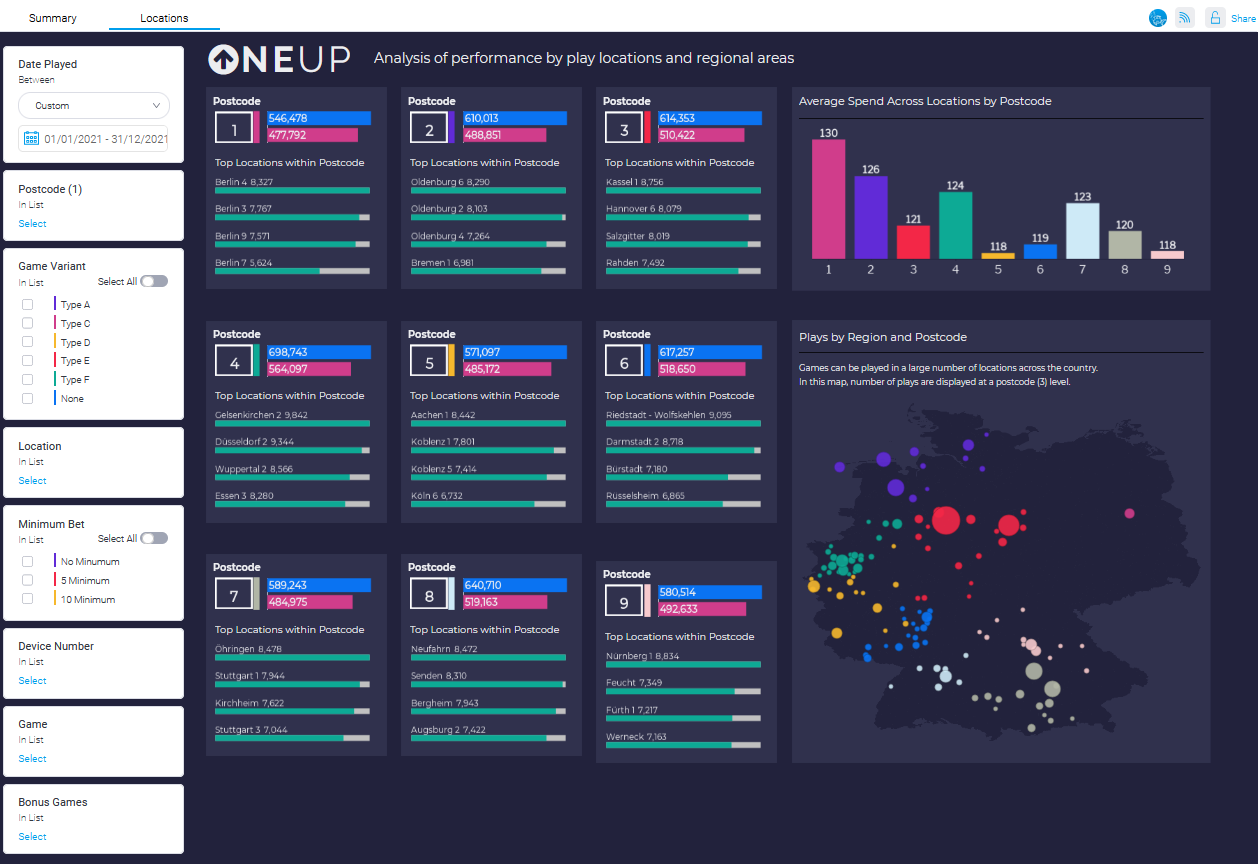 Summary
Locations
Share
Date Played
Between
Custom
01/01/2021 - 31/12/2021
Postcode (1)
In List
Select
Game Variant
In List
Select All
Type A
Type C
Type D
Type E
Type F
None
Location
In List
Select
Minimum Bet
In List
Select All
No Minumum
5 Minimum
10 Minimum
Device Number
In List
Select
Game
In List
Select
Bonus Games
In List
Select
NEUP
Analysis of performance by play locations and regional areas
Postcode
1
546,478
477,792
Top Locations within Postcode
Berlin 4 8,327
Berlin 3 7,767
Berlin 9 7,571
Berlin 7 5,624
Postcode
2
610,013
488,851
Top Locations within Postcode
Oldenburg 6 8,290
Oldenburg 2 8,103
Oldenburg 4 7,264
Bremen 1 6,981
Postcode
3
614,353
510,422
Top Locations within Postcode
Kassel 1 8,756
Hannover 6 8,079
Salzgitter 8,019
Rahden 7,492
Average Spend Across Locations by Postcode
130
126
121
124
118
119
123
120
118
1 2 3 4 5 6 7 8 9
Postcode
4
698,743
564,097
Top Locations within Postcode
Gelsenkirchen 2 9,842
Düsseldorf 2 9,344
Wuppertal 2 8,566
Essen 3 8,280
Postcode
5
571,097
485,172
Top Locations within Postcode
Aachen 1 8,442
Koblenz 1 7,801
Koblenz 5 7,414
Köln 6 6,732
Postcode
6
617,257
518,650
Top Locations within Postcode
Riedstadt - Wolfskehlen 9,095
Darmstadt 2 8,718
Bürstadt 7,180
Rüsselsheim 6,865
Plays by Region and Postcode
Games can be played in a large number of locations across the country.
In this map, number of plays are displayed at a postcode (3) level.
Postcode
7
589,243
484,975
Top Locations within Postcode
Öhringen 8,478
Stuttgart 1 7,944
Kirchheim 7,622
Stuttgart 3 7,044
Postcode
8
640,710
519,163
Top Locations within Postcode
Neufahrn 8,472
Senden 8,310
Bergheim 7,943
Augsburg 2 7,422
Postcode
9
580,514
492,633
Top Locations within Postcode
Nürnberg 1 8,834
Feucht 7,349
Fürth 1 7,217
Werneck 7,163